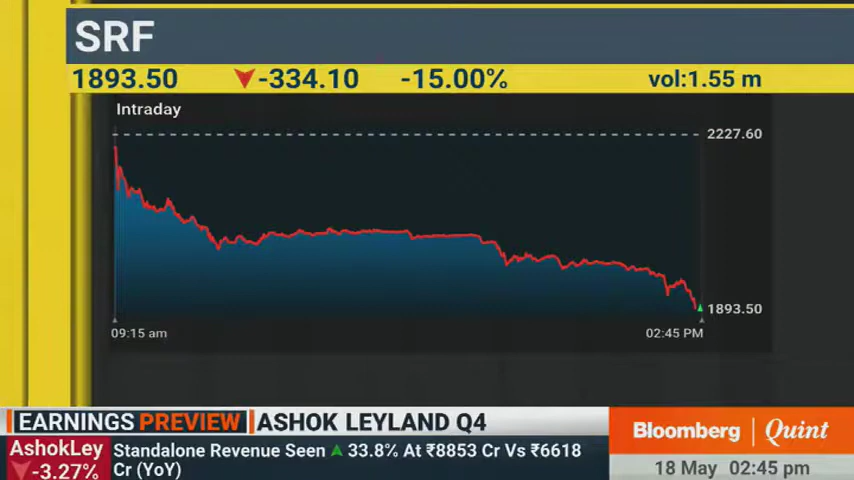 SRF
1893.50 -334.10 -15.00% vol:1.55 m
Intraday
2227.60
1893.50
09:15 am 02:45 PM
EARNINGS PREVIEW ASHOK LEYLAND Q4
AshokLey
-3.27%
Standalone Revenue Seen ▲ 33.8% At ₹8853 Cr Vs ₹6618
Cr (YoY)
Bloomberg | Quint
18 May 02:45 pm